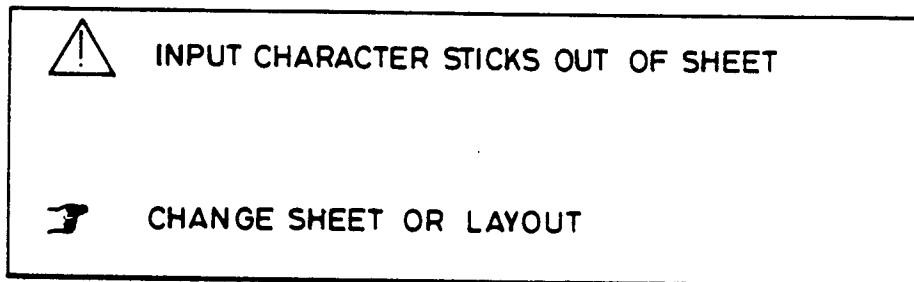 INPUT CHARACTER STICKS OUT OF SHEET
CHANGE SHEET OR LAYOUT